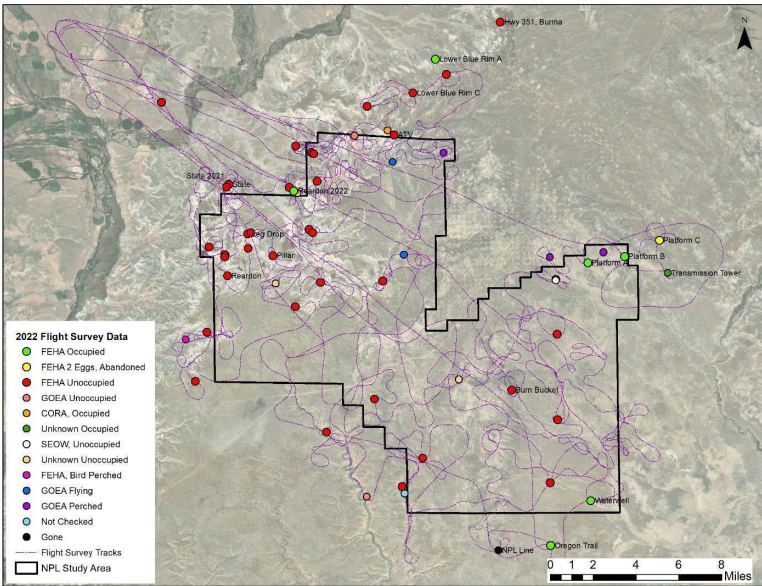 Hwy 351, Burma
N
Lower Blue Rim A
Lower Blue Rim C
ATV
State 2021
State
Reardon 2022
Leg Drop
Pillar
Reardon
Platform C
Platform B
Platform A
Transmission Tower
Burn Bucket
Waterwell
NPL Line
Oregon Trail
2022 Flight Survey Data
FEHA Occupied
FEHA 2 Eggs, Abandoned
FEHA Unoccupied
GOEA Unoccupied
CORA, Occupied
Unknown Occupied
SEOW, Unoccupied
Unknown Unoccupied
FEHA, Bird Perched
GOEA Flying
GOEA Perched
Not Checked
Gone
Flight Survey Tracks
NPL Study Area
0 1 2 4 6 8
Miles